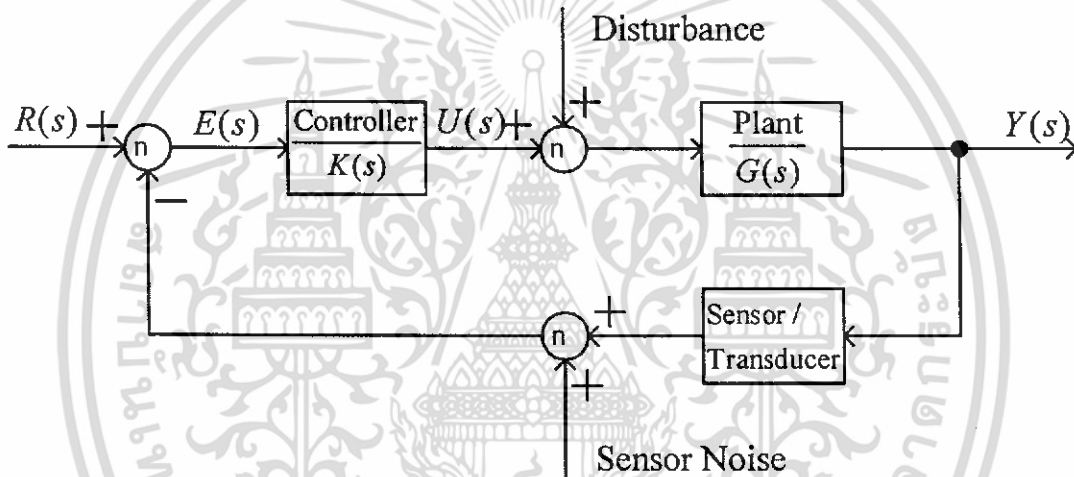 Disturbance
R(s) +
n
E(s)
Controller
K(s)
U(s) +
+
n
Plant
G(s)
Y(s)
−
n
+
+
Sensor /
Transducer
Sensor Noise